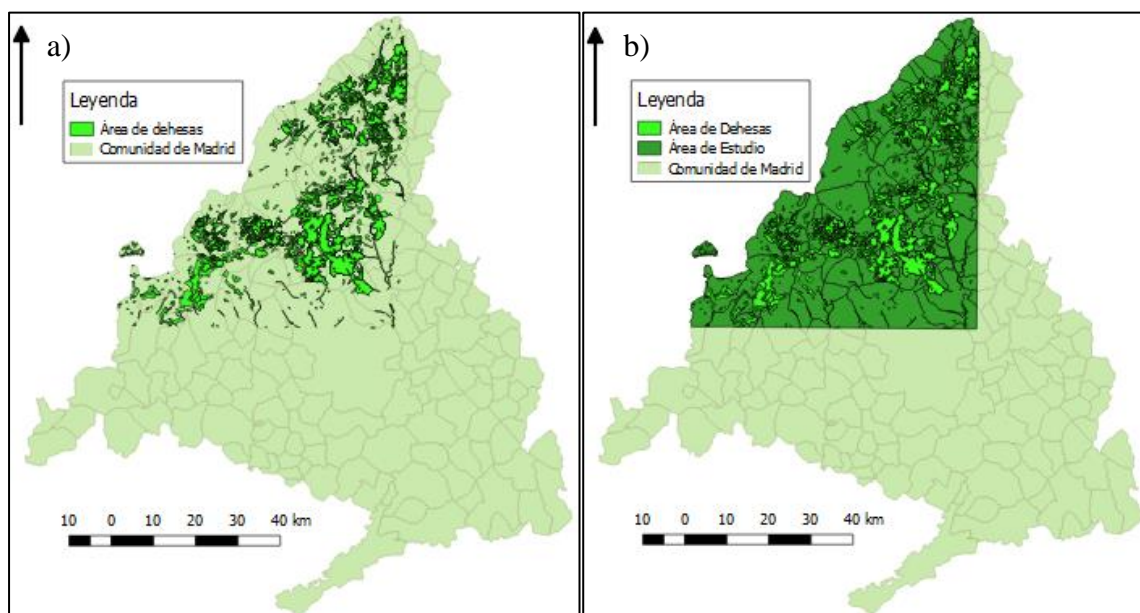 a)
Leyenda
Área de dehesas
Comunidad de Madrid
10 0 10 20 30 40 km
b)
Leyenda
Área de Dehesas
Área de Estudio
Comunidad de Madrid
10 0 10 20 30 40 km